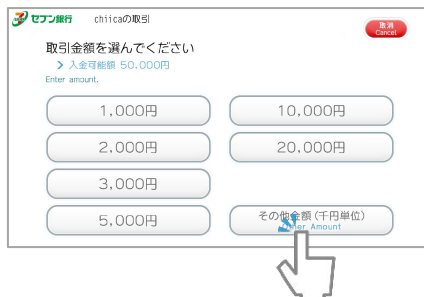 セブン銀行 chiicaの取引
取消
Cancel
取引金額を選んでください
入金可能額 50,000円
Enter amount.
1,000円 10,000円
2,000円 20,000円
3,000円
5,000円 その他金額(千円単位)
Amount